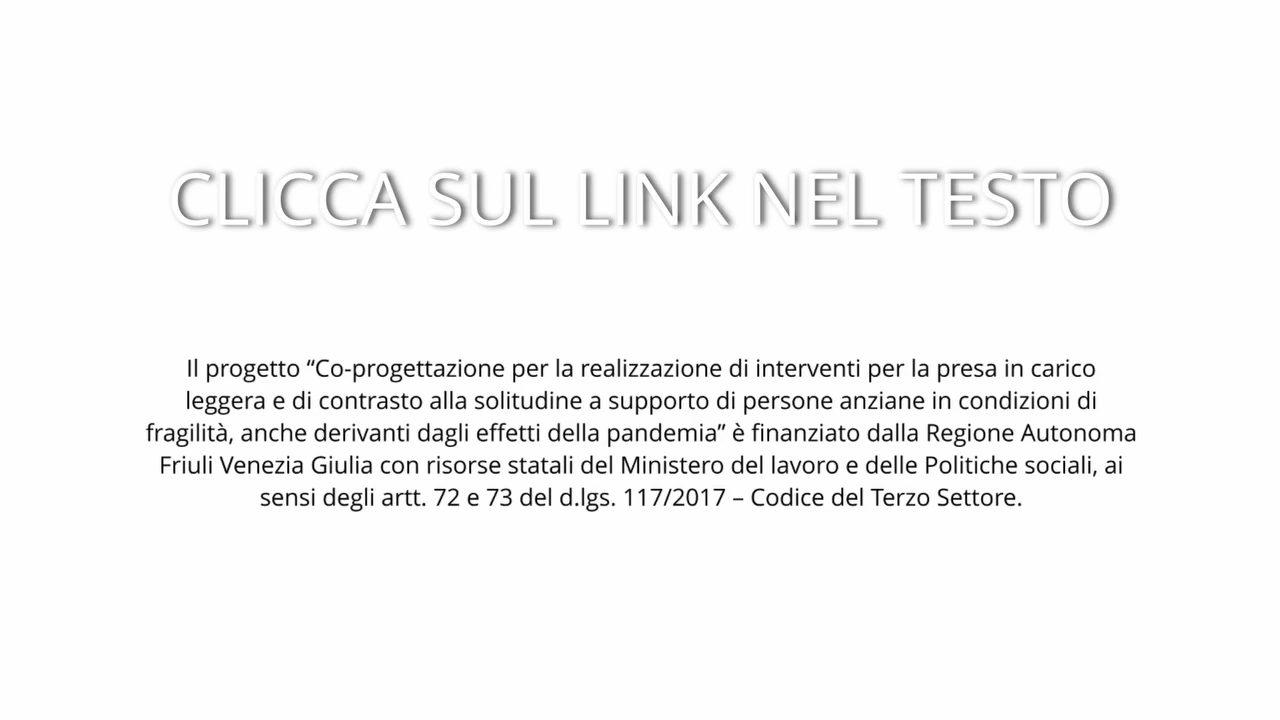 CLICCA SUL LINK NEL TESTO
Il progetto “Co-progettazione per la realizzazione di interventi per la presa in carico
leggera e di contrasto alla solitudine a supporto di persone anziane in condizioni di
fragilità, anche derivanti dagli effetti della pandemia” è finanziato dalla Regione Autonoma
Friuli Venezia Giulia con risorse statali del Ministero del lavoro e delle Politiche sociali, ai
sensi degli artt. 72 e 73 del d.lgs. 117/2017 – Codice del Terzo Settore.